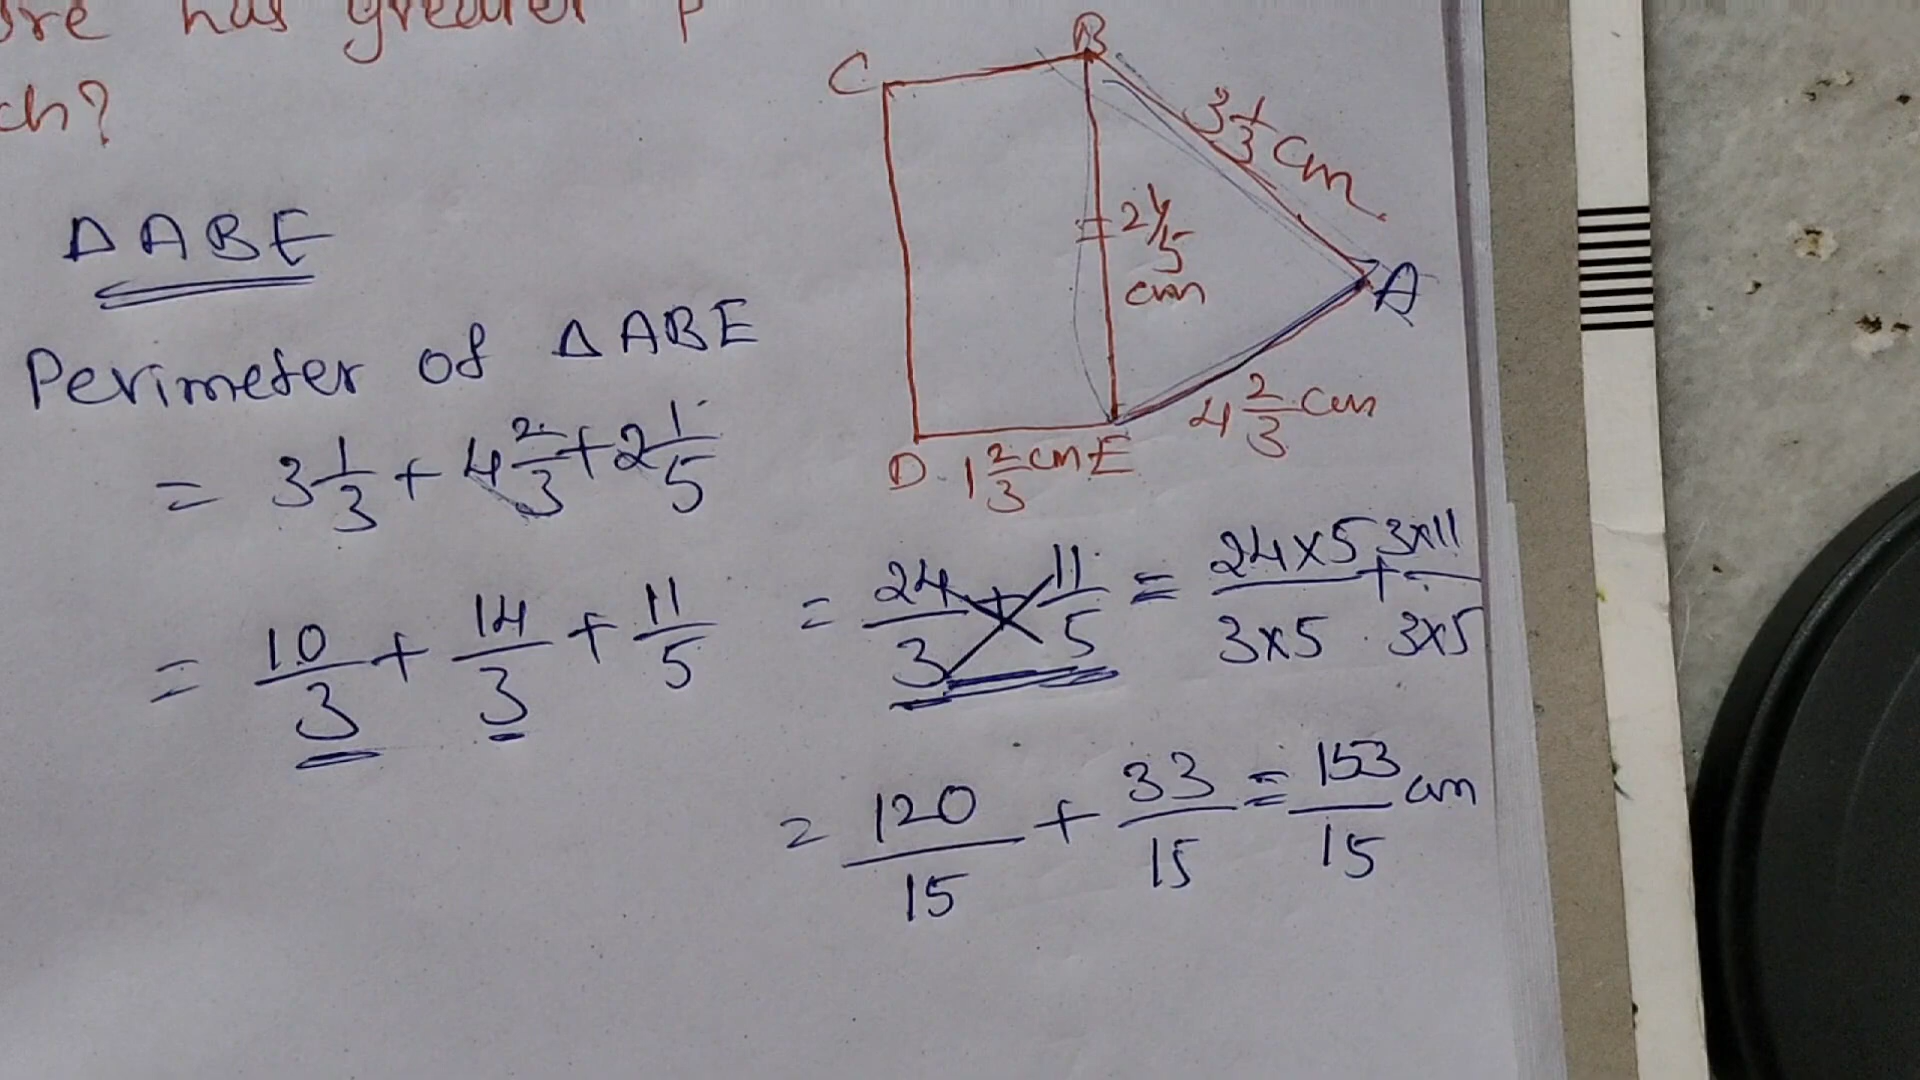 has greater
ch?
C
B
3 1/3 cm
2 1/5
cm
A
4 2/3 cm
D. 1 2/3 cm E
ΔABE
Perimeter of ΔABE
= 3 1/3 + 4 2/3 + 2 1/5
= 10/3 + 14/3 + 11/5
= 24/3 + 11/5 = 24×5/3×5 + 3×11/3×5
= 120/15 + 33/15 = 153/15 cm